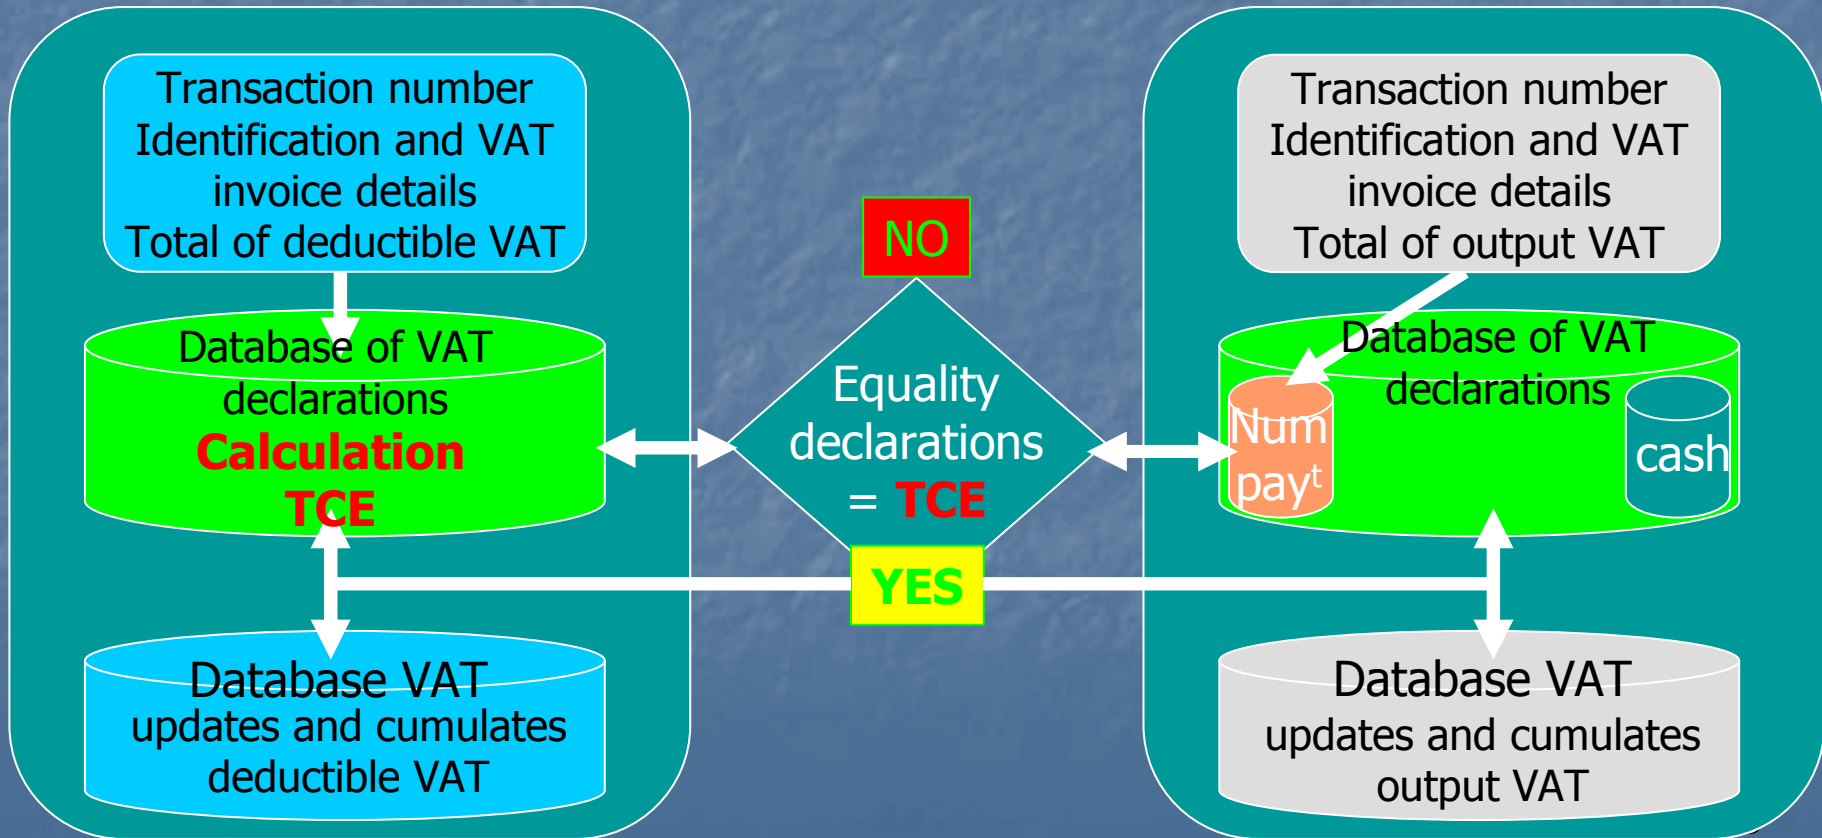 Transaction number
Identification and VAT
invoice details
Total of deductible VAT
Database of VAT
declarations
Calculation
TCE
Database VAT
updates and cumulates
deductible VAT
NO
Equality
declarations
= TCE
YES
Transaction number
Identification and VAT
invoice details
Total of output VAT
Database of VAT
declarations
Num
payᵗ
cash
Database VAT
updates and cumulates
output VAT